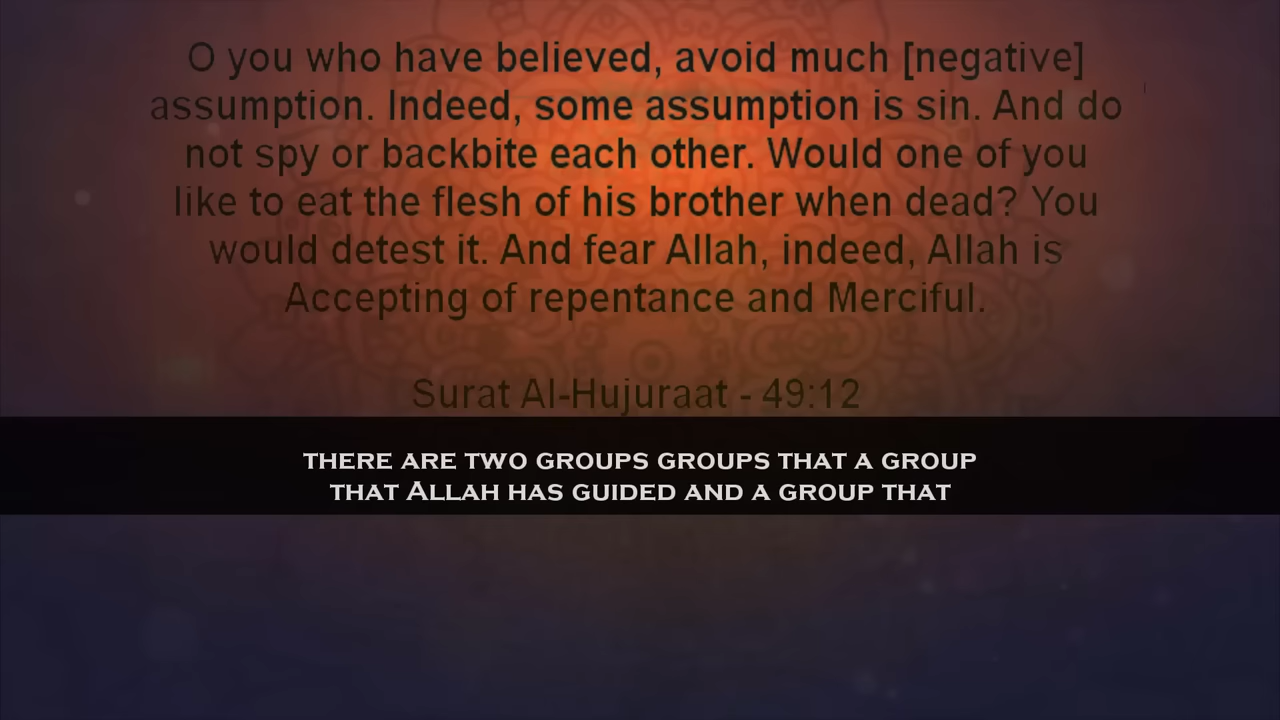 O you who have believed, avoid much [negative]
assumption. Indeed, some assumption is sin. And do
not spy or backbite each other. Would one of you
like to eat the flesh of his brother when dead? You
would detest it. And fear Allah, indeed, Allah is
Accepting of repentance and Merciful.
Surat Al-Hujuraat - 49:12
THERE ARE TWO GROUPS GROUPS THAT A GROUP
THAT ALLAH HAS GUIDED AND A GROUP THAT